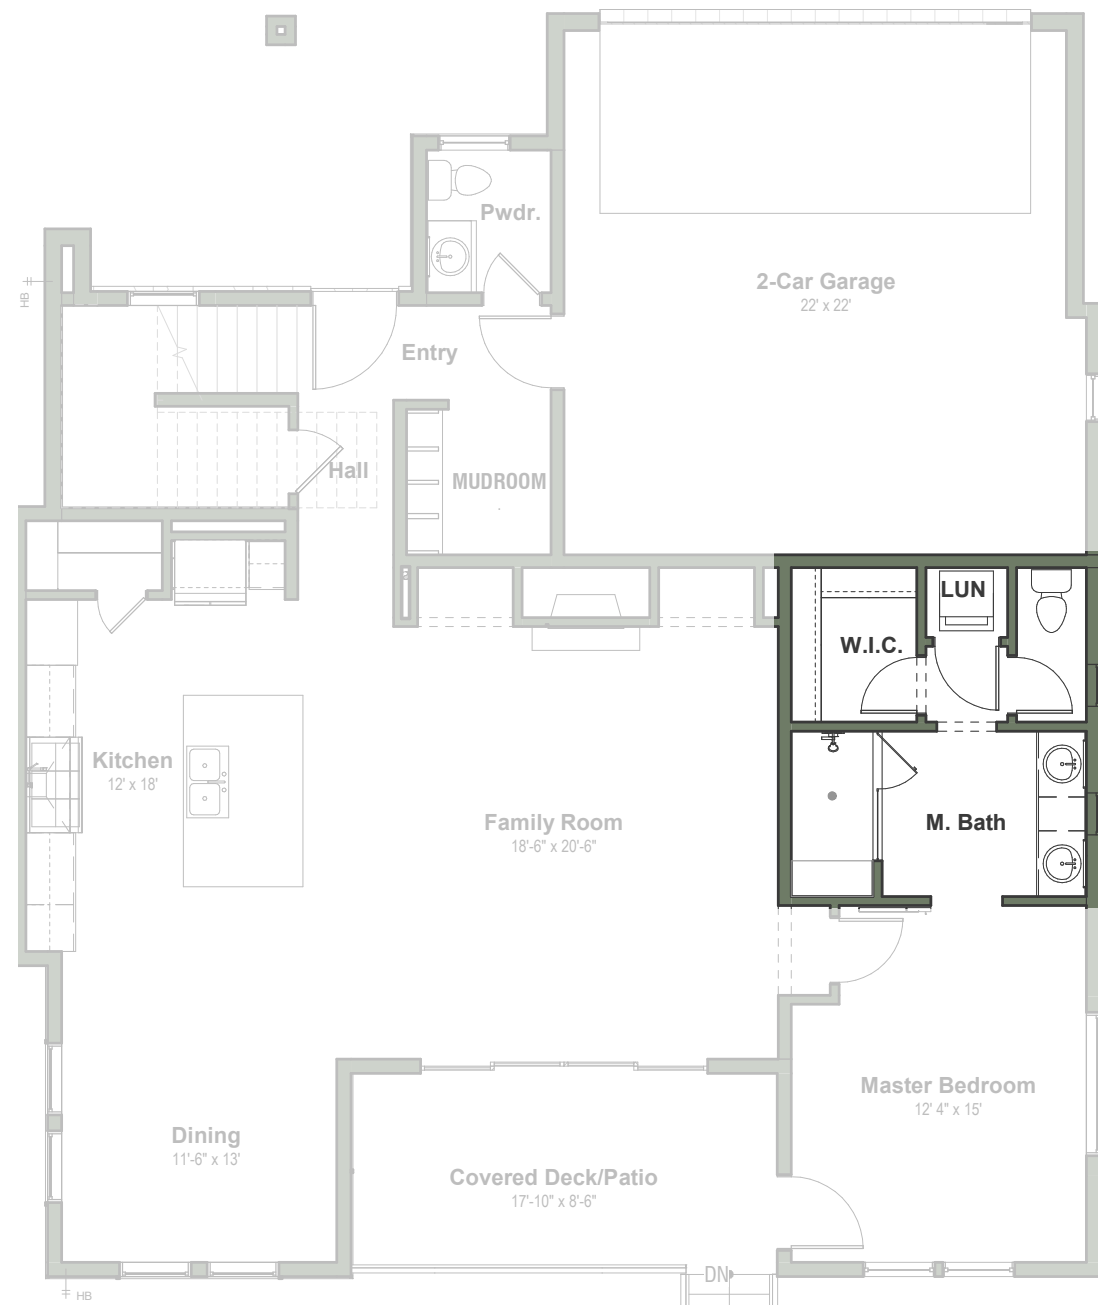 Pwdr.
HB
2-Car Garage
22' x 22'
Entry
Hall
MUDROOM
LUN
W.I.C.
Kitchen
12' x 18'
Family Room
18'-6" x 20'-6"
M. Bath
Master Bedroom
12' 4" x 15'
Dining
11'-6" x 13'
Covered Deck/Patio
17'-10" x 8'-6"
DN
HB